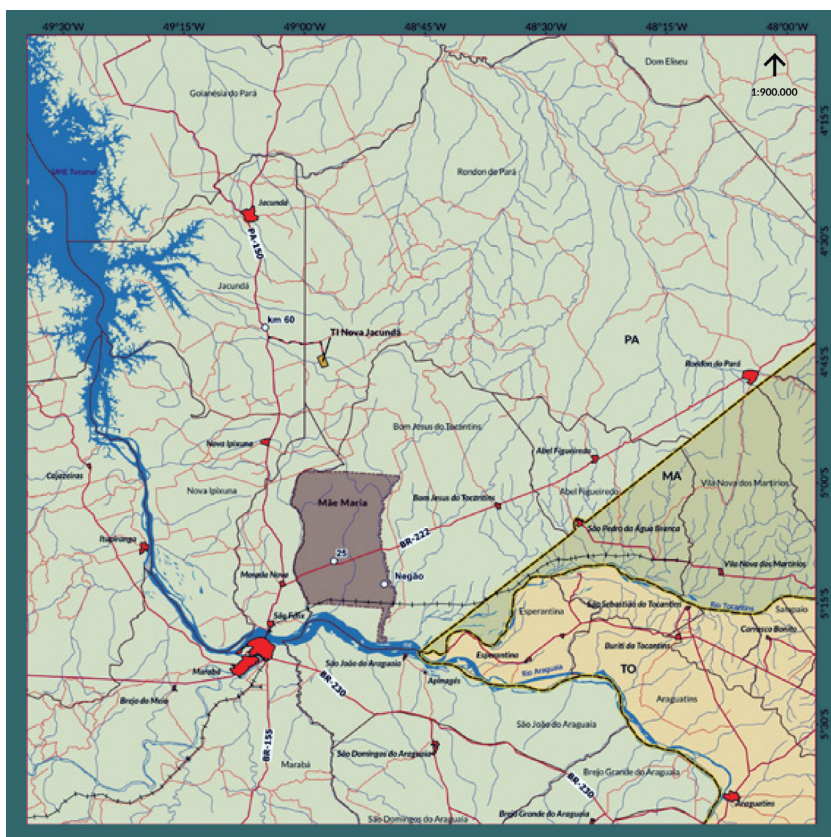 49°30'W 49°15'W 49°00'W 48°45'W 48°30'W 48°15'W 48°00'W
Dom Eliseu
1:900.000
Goianésia do Pará
4°15'S
UHE Tucuruí
Rondon do Pará
Jacundá
PA-150
4°30'S
Jacundá
km 60
TI Nova Jacundá
PA
4°45'S
Rondon do Pará
Bom Jesus do Tocantins
Nova Ipixuna
Abel Figueiredo
Cajazeiras
MA
5°00'S
Nova Ipixuna
Mãe Maria
Bom Jesus do Tocantins
Abel Figueiredo
Vila Nova dos Martírios
São Pedro da Água Branca
Itupiranga
BR-222
25
Morada Nova
Negão
Vila Nova dos Martírios
5°15'S
São Félix
Esperantina
São Sebastião do Tocantins
Rio Tocantins
Sampaio
Carrasco Bonito
Buriti do Tocantins
Marabá
São João do Araguaia
Esperantina
TO
Apinagés
Rio Araguaia
Brejo do Meio
BR-230
Araguatins
5°30'S
São João do Araguaia
BR-155
São Domingos do Araguaia
Marabá
Brejo Grande do Araguaia
BR-230
Araguatins
São Domingos do Araguaia
Brejo Grande do Araguaia